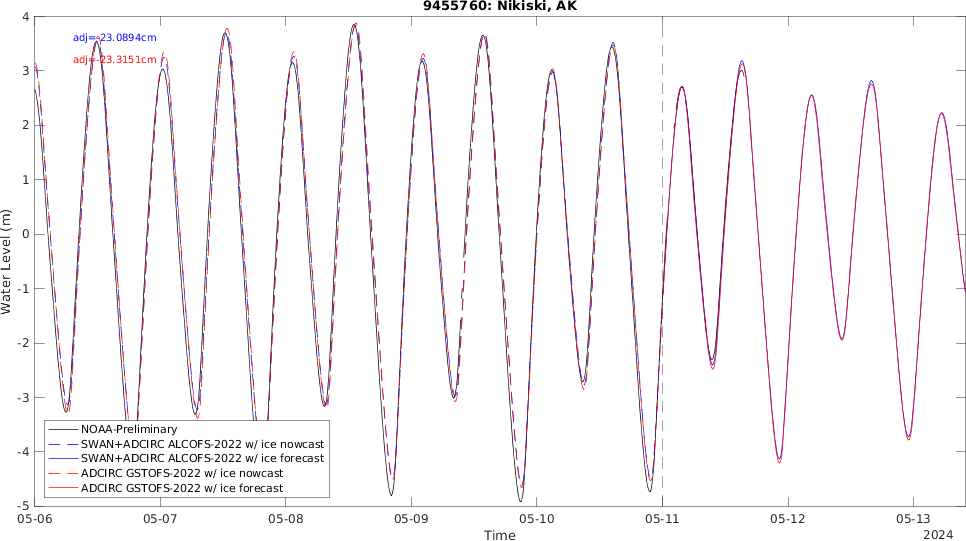 9455760: Nikiski, AK
adj=-23.0894cm
adj=-23.3151cm
Water Level (m)
4
3
2
1
0
-1
-2
-3
-4
-5
NOAA-Preliminary
SWAN+ADCIRC ALCOFS-2022 w/ ice nowcast
SWAN+ADCIRC ALCOFS-2022 w/ ice forecast
ADCIRC GSTOFS-2022 w/ ice nowcast
ADCIRC GSTOFS-2022 w/ ice forecast
05-06 05-07 05-08 05-09 05-10 05-11 05-12 05-13
Time
2024